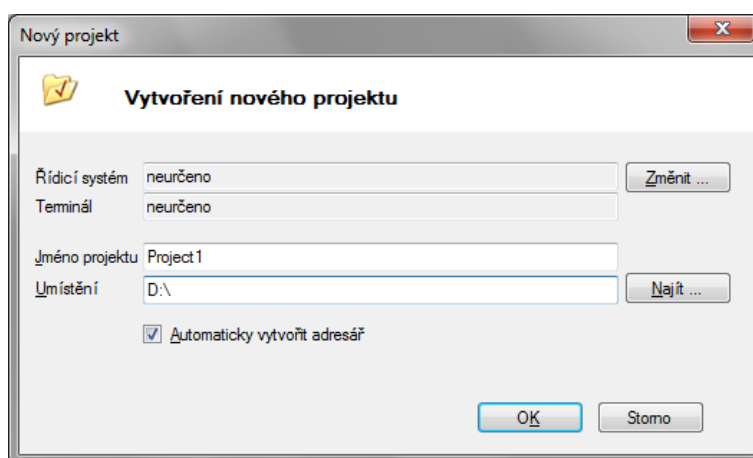 Nový projekt
Vytvoření nového projektu
Řídicí systém neurčeno Změnit ...
Terminál neurčeno
Jméno projektu Project1
Umístění D:\ Najít ...
Automaticky vytvořit adresář
OK Storno